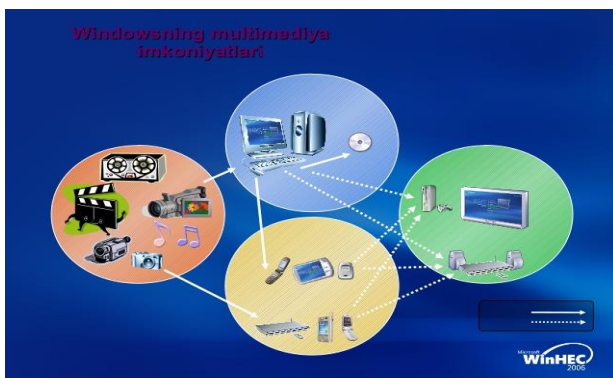 Windowsning multimediya
imkoniyatlari
Microsoft
WinHEC
2006